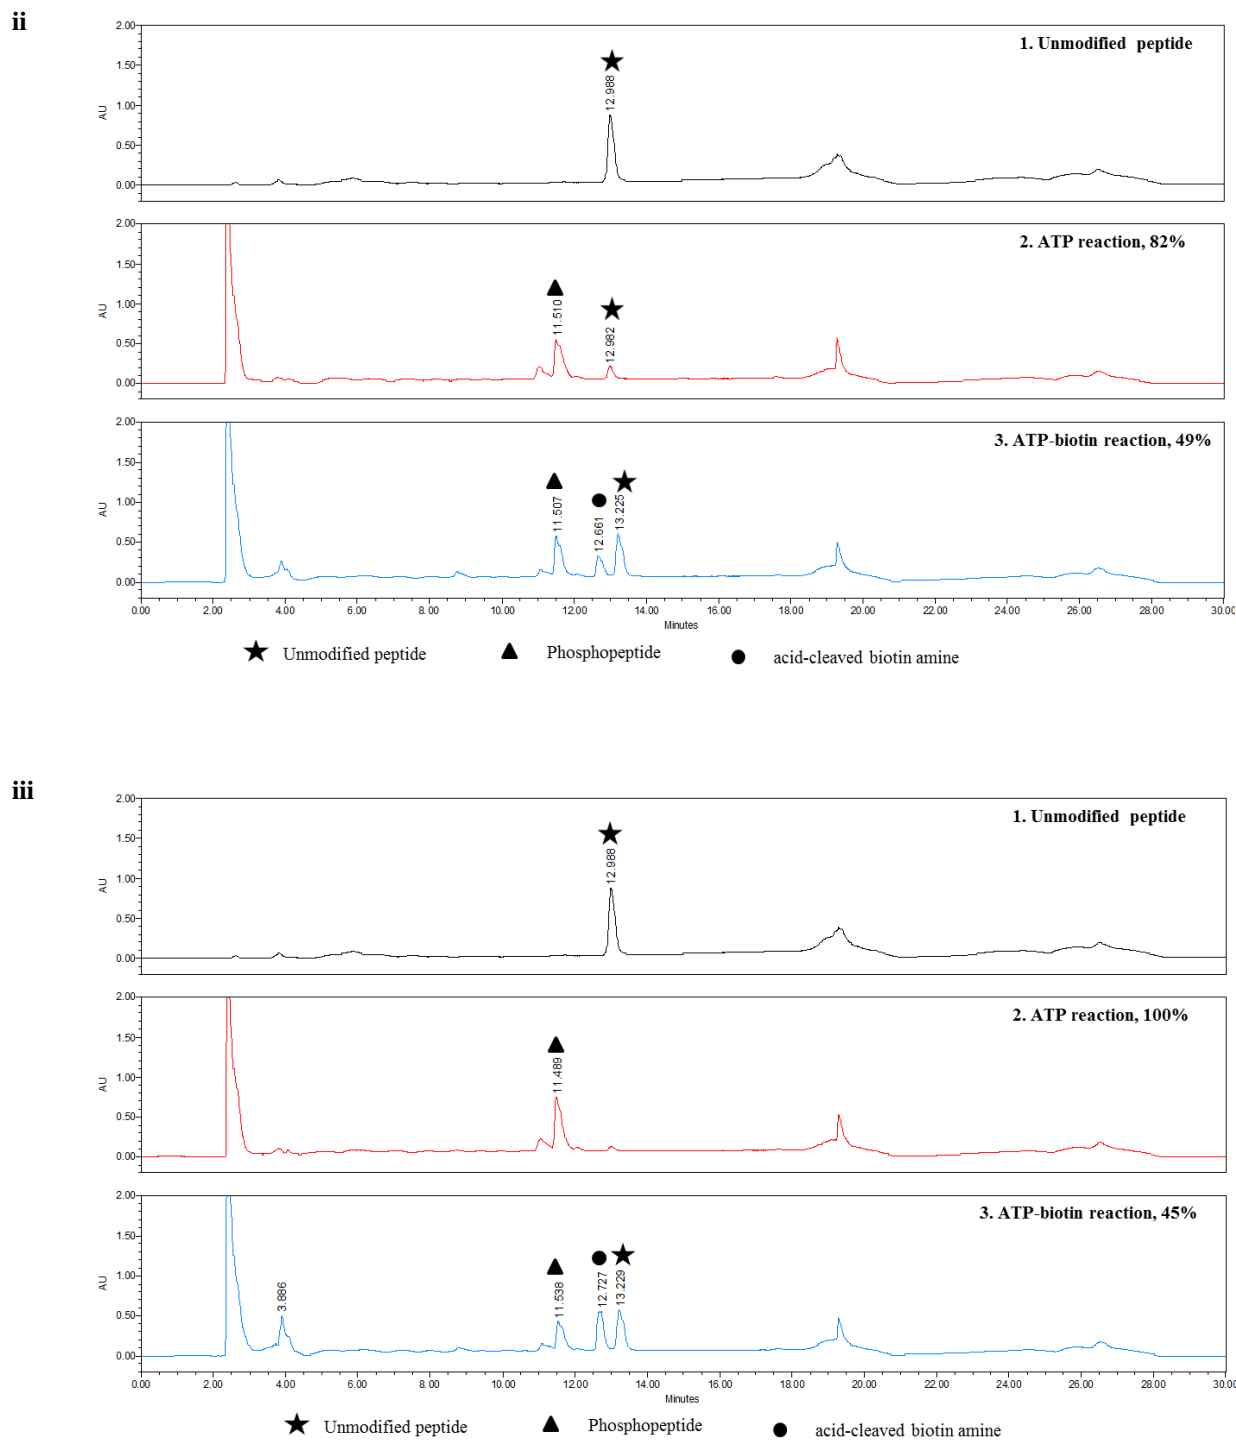 ii
1. Unmodified peptide
2.00
1.50
1.00
0.50
0.00
AU
12.988
2. ATP reaction, 82%
2.00
1.50
1.00
0.50
0.00
AU
11.510
12.982
3. ATP-biotin reaction, 49%
2.00
1.50
1.00
0.50
0.00
AU
11.507
12.661
13.225
0.00 2.00 4.00 6.00 8.00 10.00 12.00 14.00 16.00 18.00 20.00 22.00 24.00 26.00 28.00 30.00
Minutes
Unmodified peptide Phosphopeptide acid-cleaved biotin amine
iii
1. Unmodified peptide
2.00
1.50
1.00
0.50
0.00
AU
12.988
2. ATP reaction, 100%
2.00
1.50
1.00
0.50
0.00
AU
11.489
3. ATP-biotin reaction, 45%
2.00
1.50
1.00
0.50
0.00
AU
3.886
11.538
12.727
13.229
0.00 2.00 4.00 6.00 8.00 10.00 12.00 14.00 16.00 18.00 20.00 22.00 24.00 26.00 28.00 30.00
Minutes
Unmodified peptide Phosphopeptide acid-cleaved biotin amine